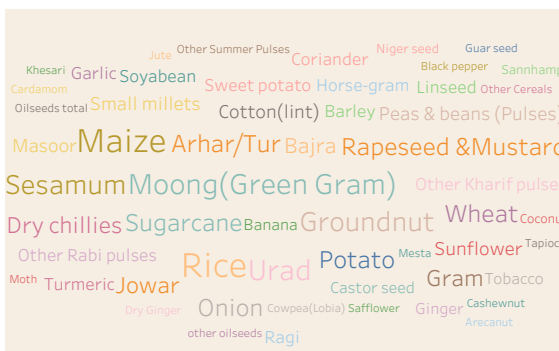 Jute Other Summer Pulses Coriander Niger seed Guar seed
Khesari Garlic Soyabean Black pepper Sannhamp
Cardamom Sweet potato Horse-gram Linseed Other Cereals
Oilseeds total Small millets Cotton(lint) Barley Peas & beans (Pulses)
Masoor Maize Arhar/Tur Bajra Rapeseed &Mustard
Sesamum Moong(Green Gram) Other Kharif pulse
Dry chillies Sugarcane Banana Groundnut Wheat Coconu
Other Rabi pulses Rice Urad Potato Mesta Sunflower Tapioc
Moth Turmeric Jowar Castor seed Gram Tobacco
Dry Ginger Onion Cowpea(Lobia) Safflower Ginger Cashewnut
other oilseeds Ragi Arecanut